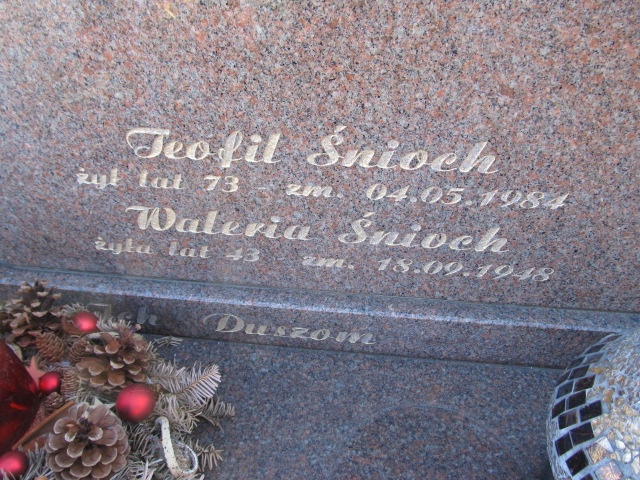 Teofil Śnioch
żył lat 73 - zm. 04.05.1984
Waleria Śnioch
żyła lat 43 zm. 18.09.1948
Ich Duszom